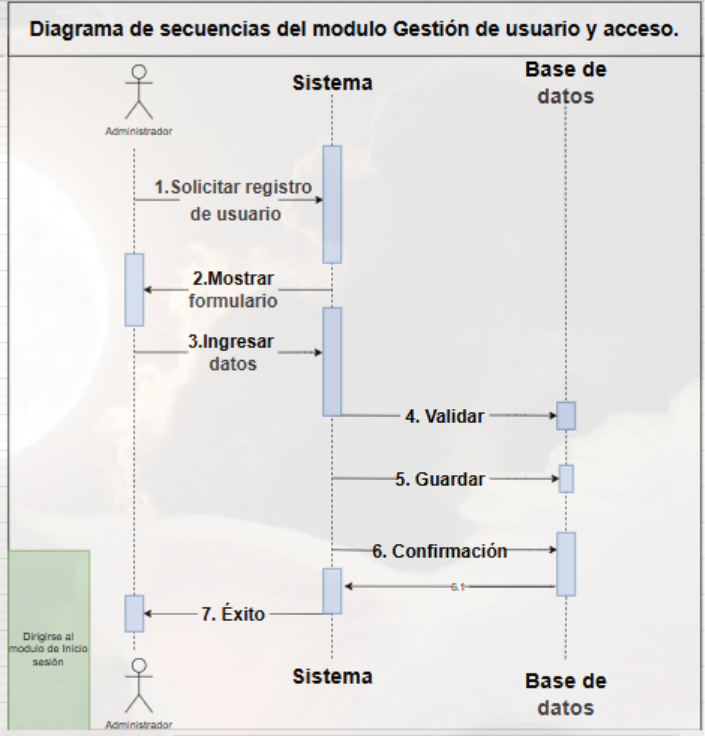 Diagrama de secuencias del modulo Gestión de usuario y acceso.
Administrador
Sistema
Base de
datos
1.Solicitar registro
de usuario
2.Mostrar
formulario
3.Ingresar
datos
4. Validar
5. Guardar
6. Confirmación
6.1
7. Éxito
Dirigirse al
modulo de Inicio
sesión
Administrador
Sistema
Base de
datos